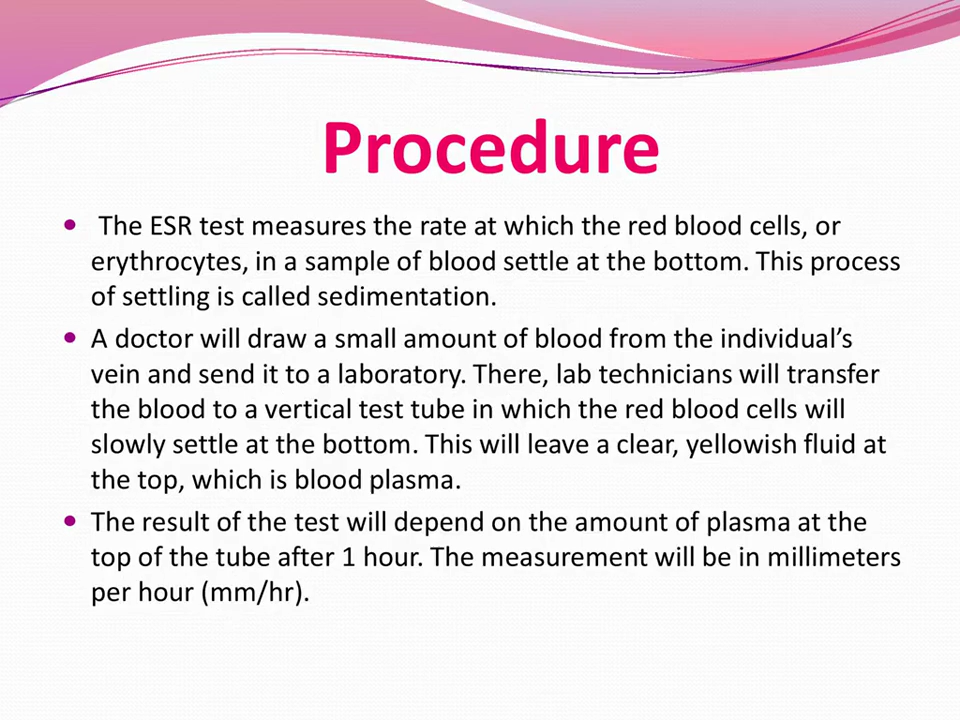 Procedure
• The ESR test measures the rate at which the red blood cells, or
erythrocytes, in a sample of blood settle at the bottom. This process
of settling is called sedimentation.
• A doctor will draw a small amount of blood from the individual’s
vein and send it to a laboratory. There, lab technicians will transfer
the blood to a vertical test tube in which the red blood cells will
slowly settle at the bottom. This will leave a clear, yellowish fluid at
the top, which is blood plasma.
• The result of the test will depend on the amount of plasma at the
top of the tube after 1 hour. The measurement will be in millimeters
per hour (mm/hr).